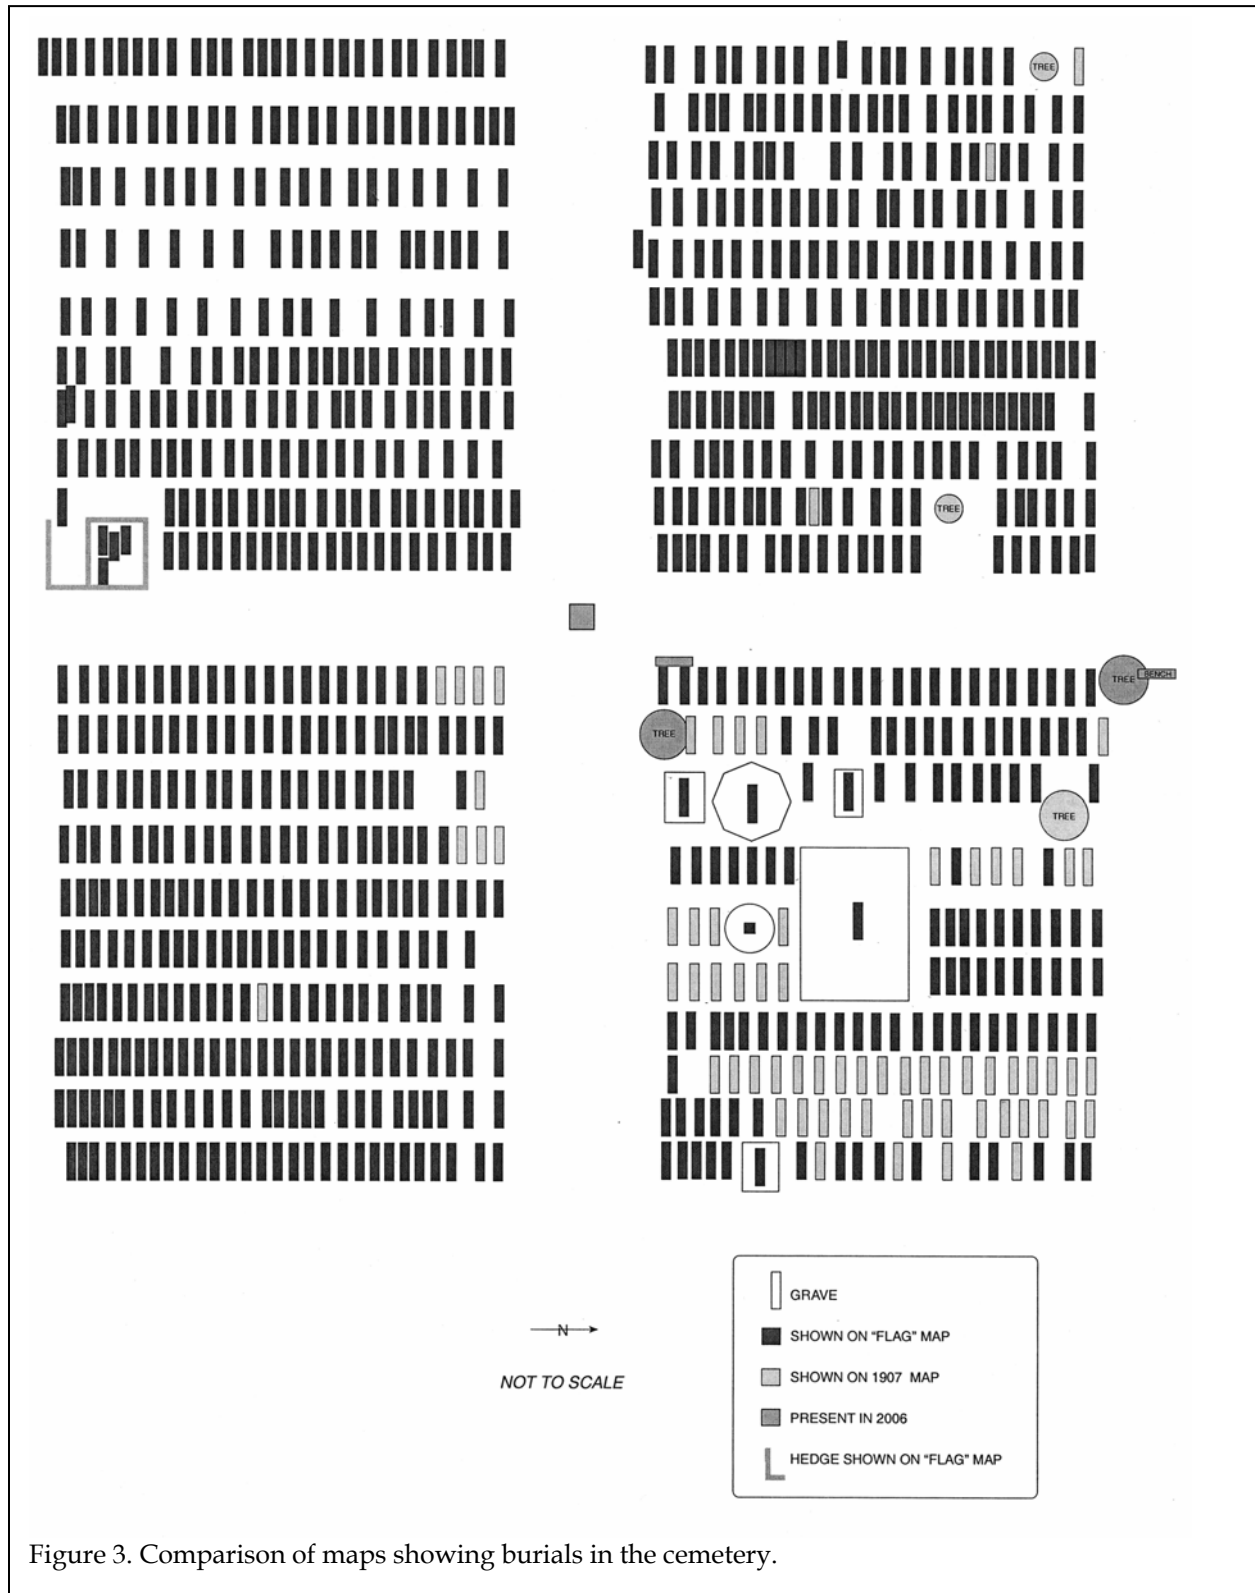 TREE
TREE
TREE BENCH
TREE
TREE
GRAVE
SHOWN ON "FLAG" MAP
N
SHOWN ON 1907 MAP
NOT TO SCALE
PRESENT IN 2006
HEDGE SHOWN ON "FLAG" MAP
Figure 3. Comparison of maps showing burials in the cemetery.